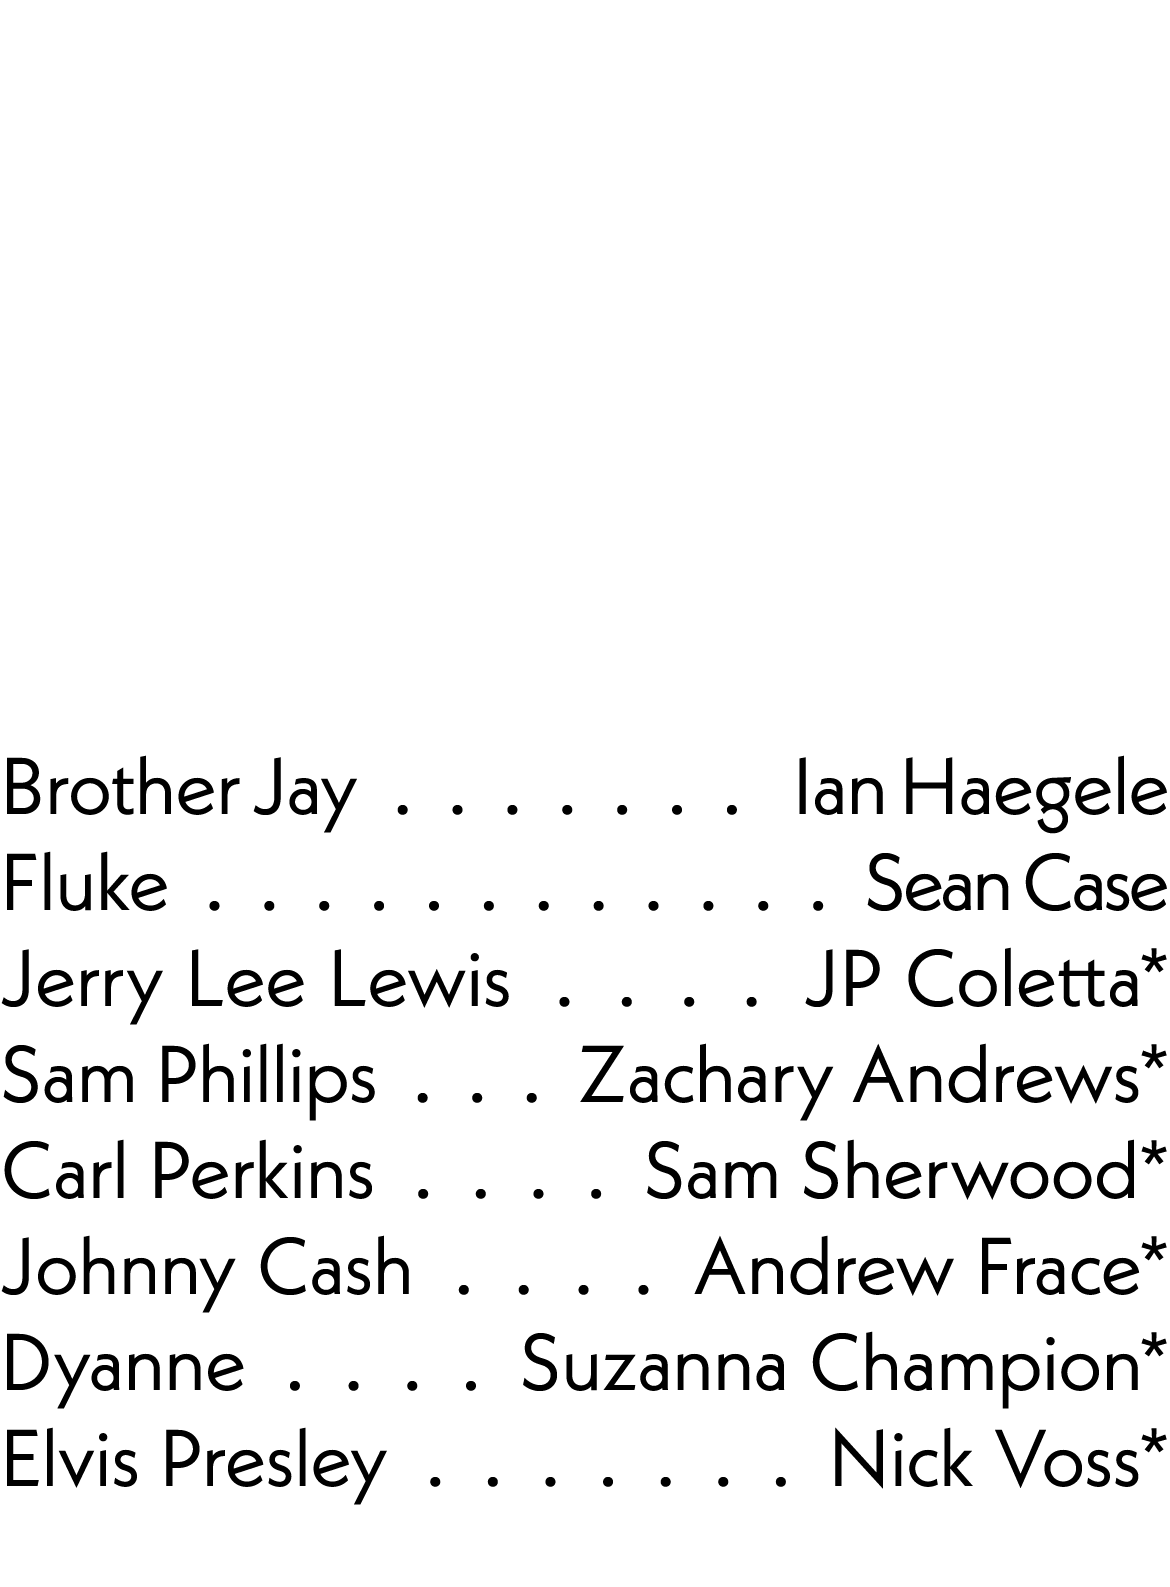 Brother Jay . . . . . . . Ian Haegele
Fluke . . . . . . . . . . . . Sean Case
Jerry Lee Lewis . . . . JP Coletta*
Sam Phillips . . . Zachary Andrews*
Carl Perkins . . . . Sam Sherwood*
Johnny Cash . . . . Andrew Frace*
Dyanne . . . . Suzanna Champion*
Elvis Presley . . . . . . . Nick Voss*